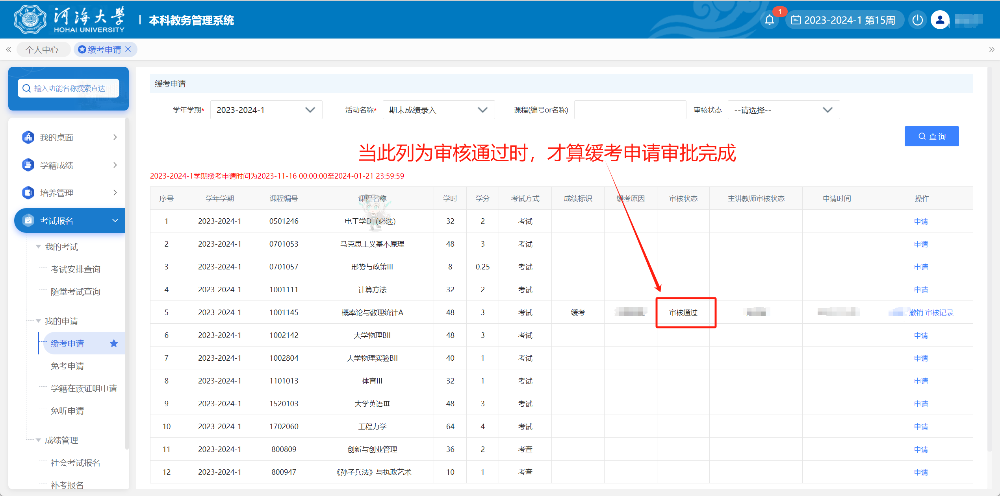 河海大学
HOHAI UNIVERSITY
本科教务管理系统
1
2023-2024-1 第15周
个人中心
缓考申请
输入功能名称搜索直达
我的桌面
学籍成绩
培养管理
考试报名
我的考试
考试安排查询
随堂考试查询
我的申请
缓考申请
免考申请
学籍在读证明申请
免听申请
成绩管理
社会考试报名
补考报名
缓考申请
学年学期* 2023-2024-1 活动名称* 期末成绩录入 课程(编号or名称) 审核状态 --请选择--
查 询
当此列为审核通过时，才算缓考申请审批完成
2023-2024-1学期缓考申请时间为2023-11-16 00:00:00至2024-01-21 23:59:59
序号 学年学期 课程编号 课程名称 学时 学分 考试方式 成绩标识 缓考原因 审核状态 主讲教师审核状态 申请时间 操作
1 2023-2024-1 0501246 电工学D（必选） 32 2 考试 申请
2 2023-2024-1 0701053 马克思主义基本原理 48 3 考试 申请
3 2023-2024-1 0701057 形势与政策III 8 0.25 考试 申请
4 2023-2024-1 1001111 计算方法 32 2 考试 申请
5 2023-2024-1 1001145 概率论与数理统计A 48 3 考试 缓考 审核通过 撤销 审核记录
6 2023-2024-1 1002142 大学物理BII 48 3 考试 申请
7 2023-2024-1 1002804 大学物理实验BII 40 1 考试 申请
8 2023-2024-1 1101013 体育III 32 1 考试 申请
9 2023-2024-1 1520103 大学英语Ⅲ 48 3 考试 申请
10 2023-2024-1 1702060 工程力学 64 4 考试 申请
11 2023-2024-1 800809 创新与创业管理 36 2 考查 申请
12 2023-2024-1 800947 《孙子兵法》与执政艺术 10 1 考查 申请